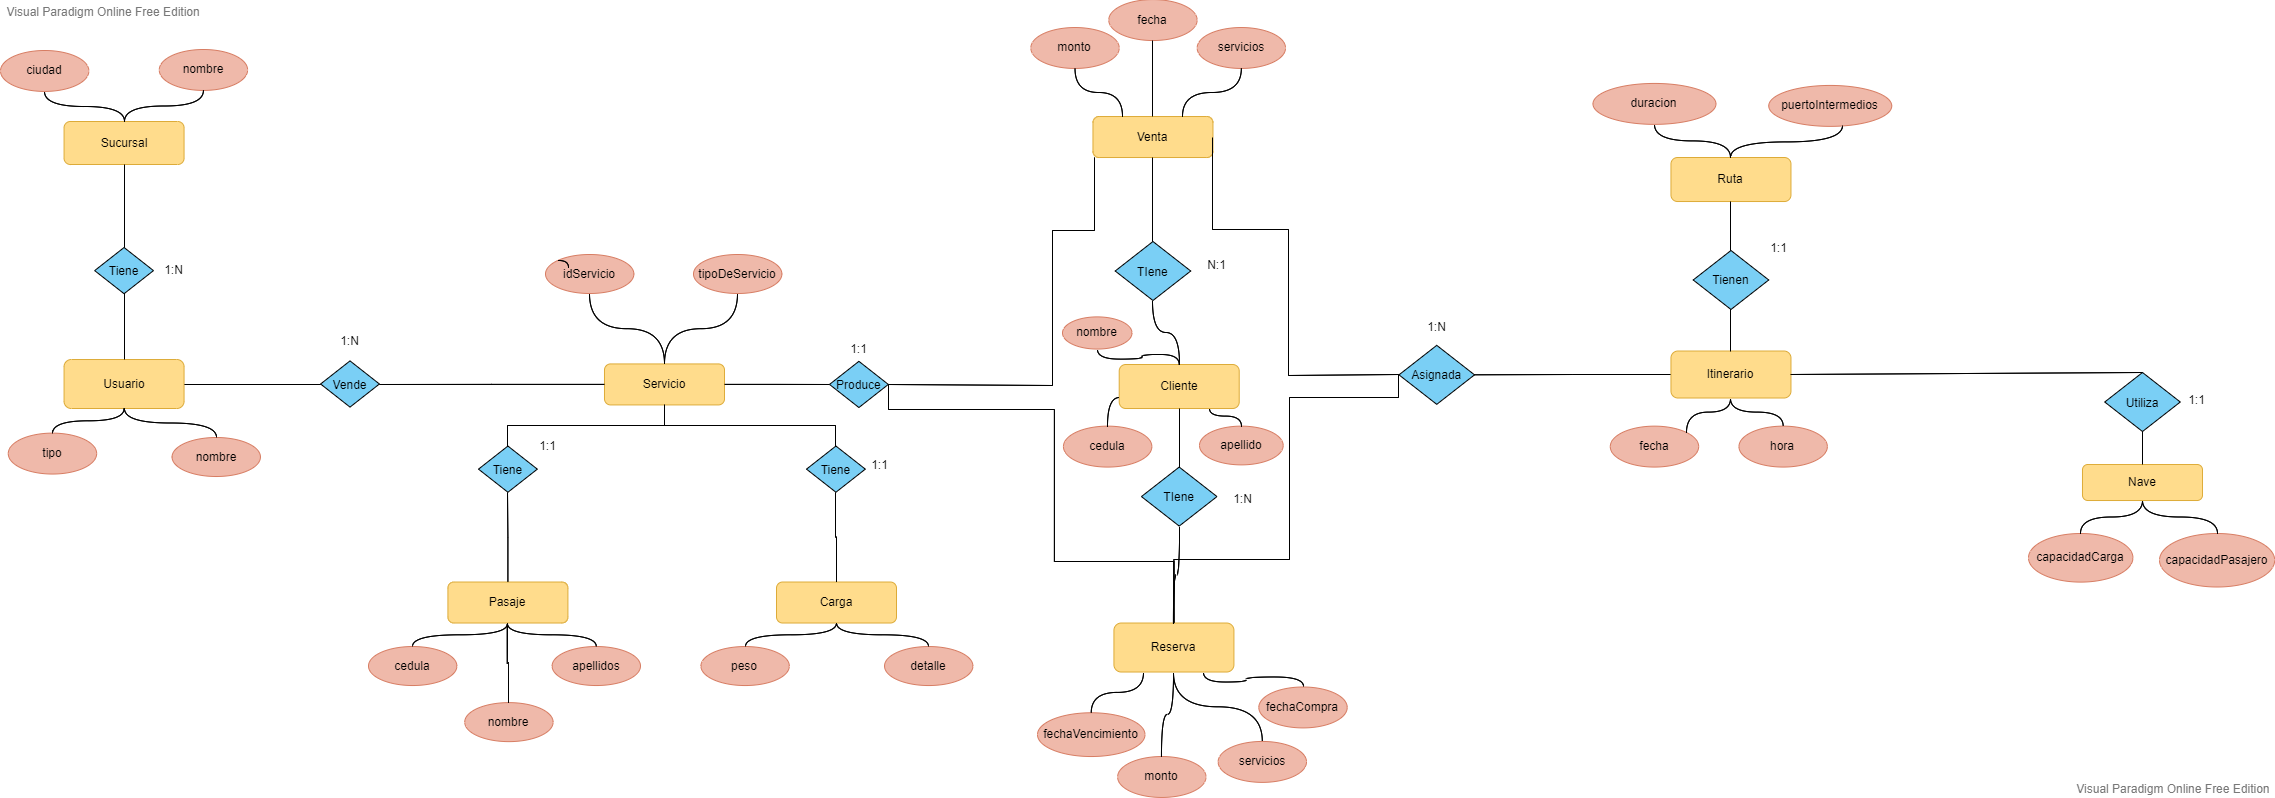 Visual Paradigm Online Free Edition
fecha
monto
servicios
ciudad
nombre
duracion
puertoIntermedios
Sucursal
Venta
Ruta
Tiene
1:N
idServicio
tipoDeServicio
TIene
N:1
1:1
Tienen
nombre
1:N
1:N
1:1
Usuario
Vende
Servicio
Produce
Cliente
Asignada
Itinerario
Utiliza
1:1
tipo
nombre
cedula
apellido
fecha
hora
1:1
Tiene
Tiene
1:1
TIene
1:N
Nave
capacidadCarga
capacidadPasajero
Pasaje
Carga
Reserva
cedula
apellidos
peso
detalle
nombre
fechaVencimiento
fechaCompra
monto
servicios
Visual Paradigm Online Free Edition